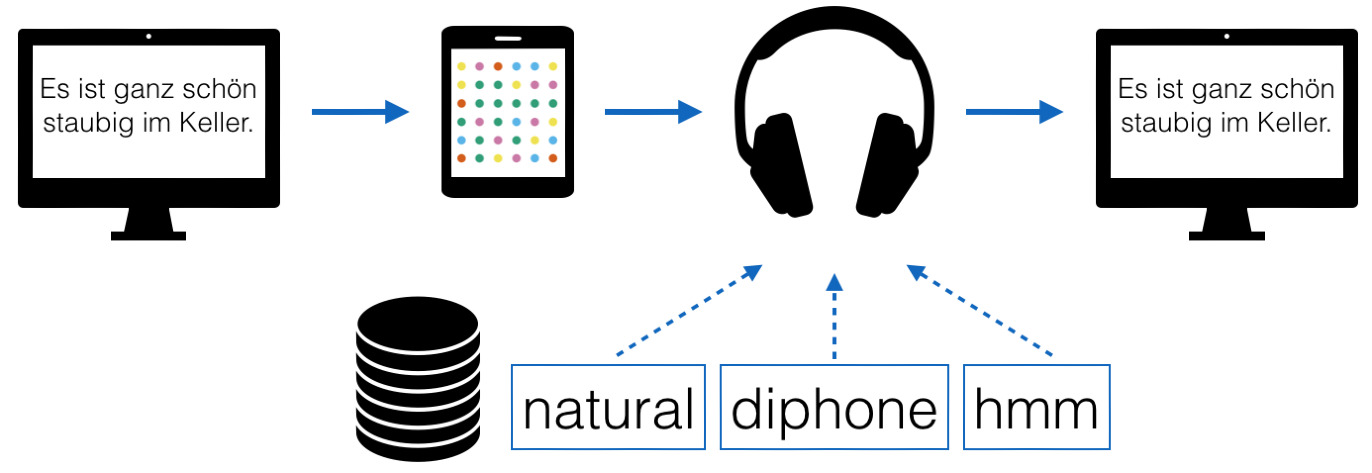 Es ist ganz schön
staubig im Keller.
Es ist ganz schön
staubig im Keller.
natural
diphone
hmm